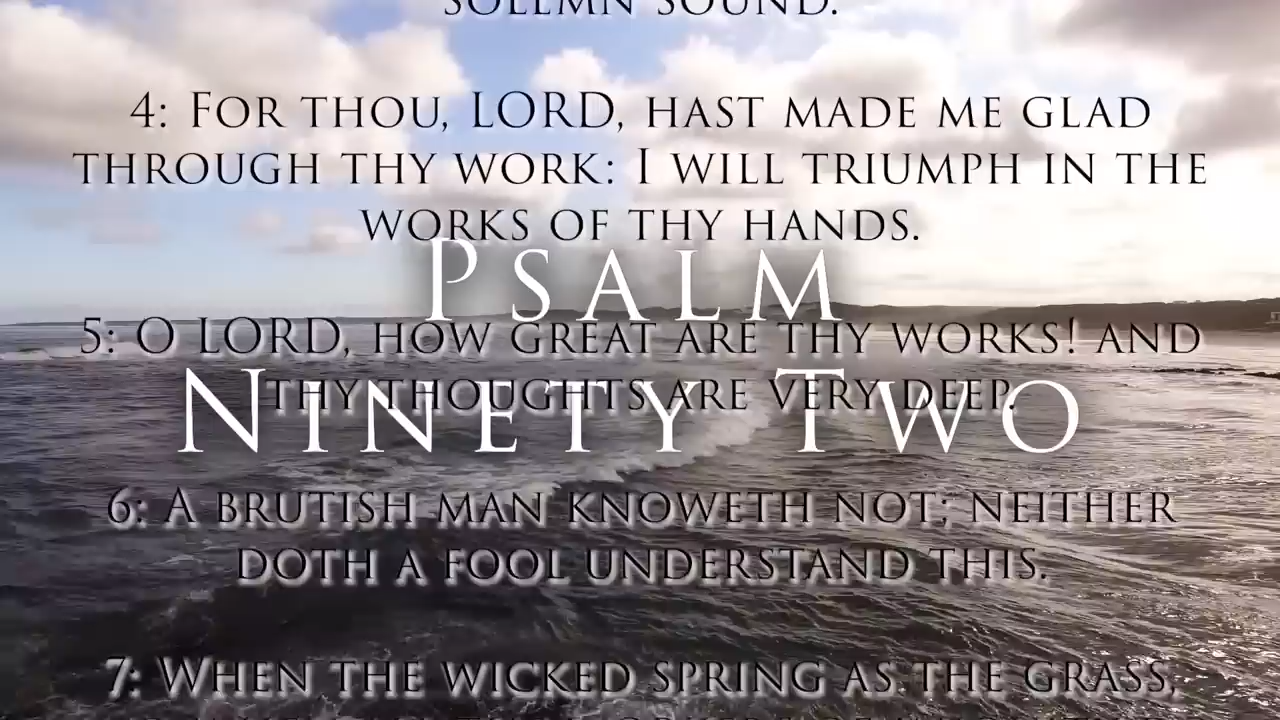 SOLEMN SOUND.
4: FOR THOU, LORD, HAST MADE ME GLAD
THROUGH THY WORK: I WILL TRIUMPH IN THE
WORKS OF THY HANDS.
PSALM
5: O LORD, HOW GREAT ARE THY WORKS! AND
THY THOUGHTS ARE VERY DEEP.
NINETY TWO
6: A BRUTISH MAN KNOWETH NOT; NEITHER
DOTH A FOOL UNDERSTAND THIS.
7: WHEN THE WICKED SPRING AS THE GRASS,